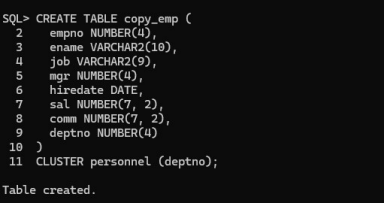 SQL> CREATE TABLE copy_emp (
  2    empno NUMBER(4),
  3    ename VARCHAR2(10),
  4    job VARCHAR2(9),
  5    mgr NUMBER(4),
  6    hiredate DATE,
  7    sal NUMBER(7, 2),
  8    comm NUMBER(7, 2),
  9    deptno NUMBER(4)
 10  )
 11  CLUSTER personnel (deptno);
Table created.